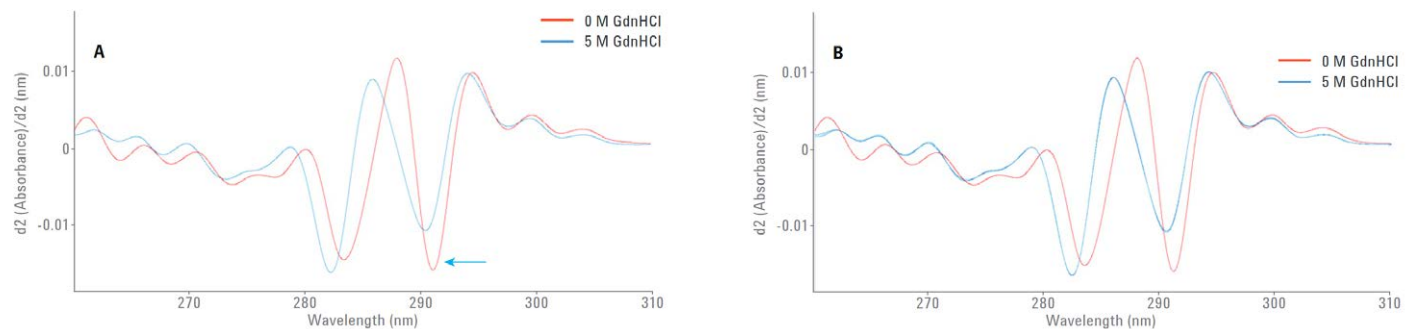 A
0 M GdnHCl
5 M GdnHCl
d2 (Absorbance)/d2 (nm)
0.01
0
-0.01
270
280
290
300
310
Wavelength (nm)
B
0 M GdnHCl
5 M GdnHCl
d2 (Absorbance)/d2 (nm)
0.01
0
-0.01
270
280
290
300
310
Wavelength (nm)